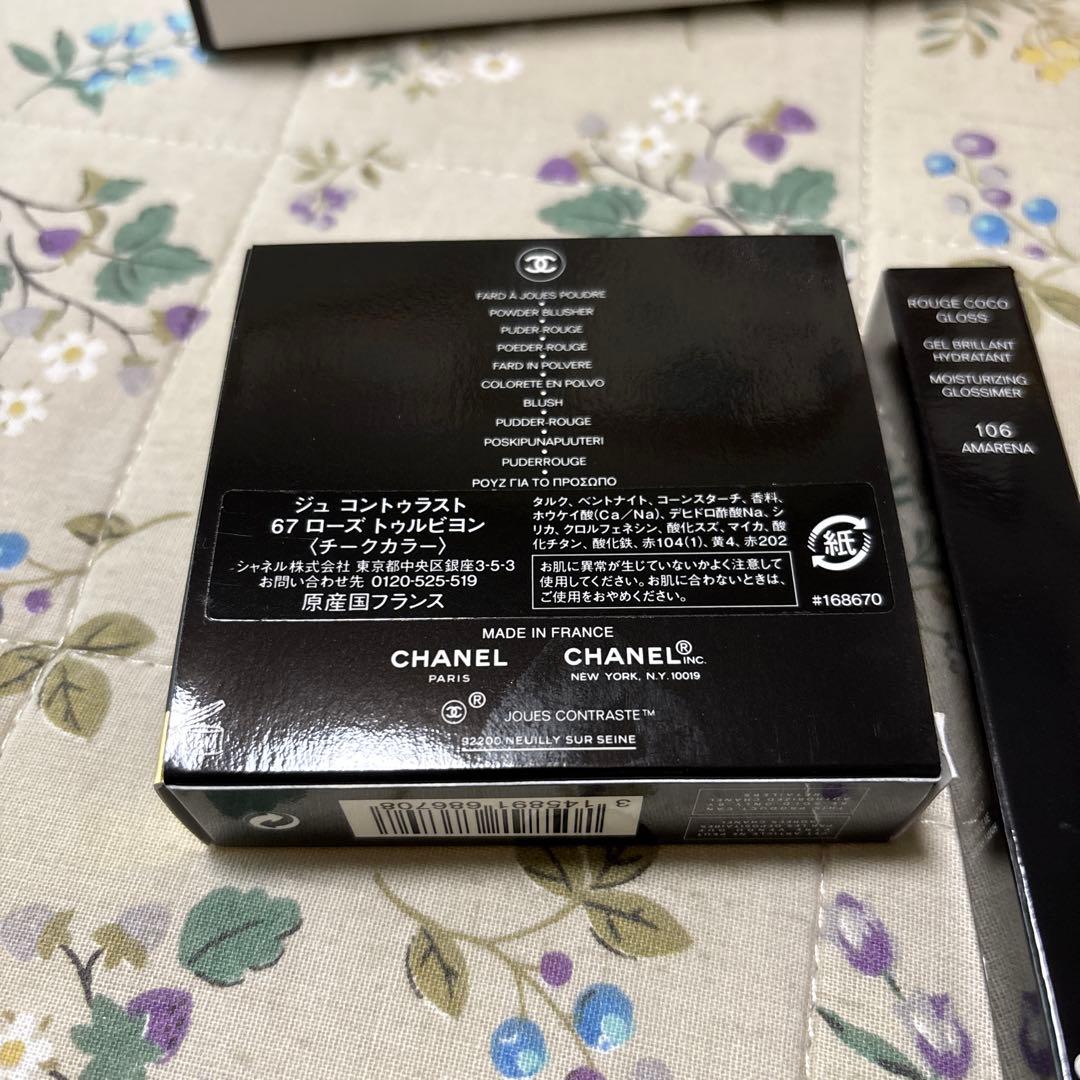 FARD À JOUES POUDRE
POWDER BLUSHER
PUDER-ROUGE
POEDER-ROUGE
FARD IN POLVERE
COLORETE EN POLVO
BLUSH
PUDDER-ROUGE
POSKIPUNAPUUTERI
PUDERROUGE
ΡΟΥΖ ΓΙΑ ΤΟ ΠΡΟΣΩΠΟ
ジュ コントゥラスト
67 ローズ トゥルビヨン
〈チークカラー〉
シャネル株式会社 東京都中央区銀座3-5-3
お問い合わせ先 0120-525-519
原産国フランス
タルク、ベントナイト、コーンスターチ、香料、
ホウケイ酸(Ca/Na)、デヒドロ酢酸Na、シ
リカ、クロルフェネシン、酸化スズ、マイカ、酸
化チタン、酸化鉄、赤104(1)、黄4、赤202
お肌に異常が生じていないかよく注意して
使用してください。お肌に合わないときは、
ご使用をおやめください。
紙
#168670
MADE IN FRANCE
CHANEL
PARIS
CHANEL® INC.
NEW YORK, N.Y. 10019
®
JOUES CONTRASTE™
92200 NEUILLY SUR SEINE
3 145891 686708
ROUGE COCO
GLOSS
GEL BRILLANT
HYDRATANT
MOISTURIZING
GLOSSIMER
106
AMARENA